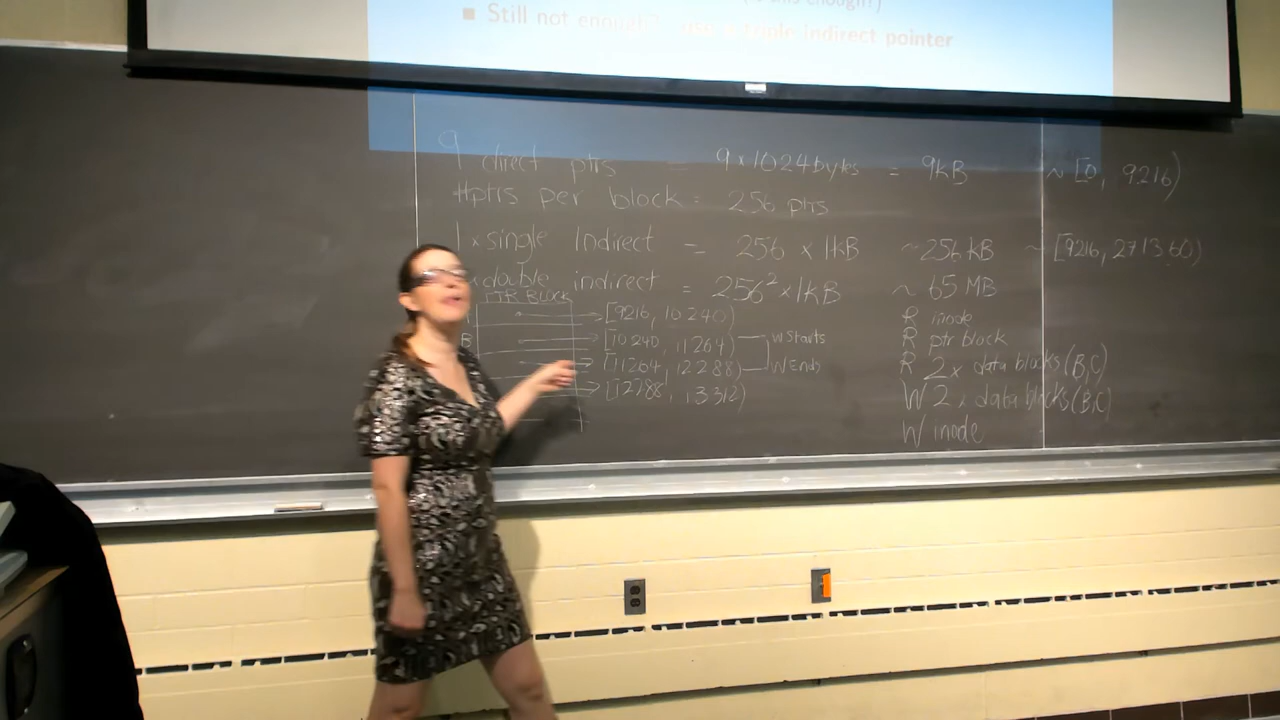 (is this enough?)
■ Still not enough? use a triple indirect pointer
9 direct ptrs = 9 x 1024 bytes = 9kB ~ [0, 9216)
#ptrs per block = 256 ptrs
1 x single Indirect = 256 x 1kB ~256 kB ~ [9216, 271360)
x double indirect = 256² x 1kB ~ 65 MB
PTR BLOCK
[9216, 10240)
B [10240, 11264) W Starts
[11264, 12288) W Ends
[12288, 13312)
R inode
R ptr block
R 2 x data blocks (B,C)
W 2 x data blocks (B,C)
W inode